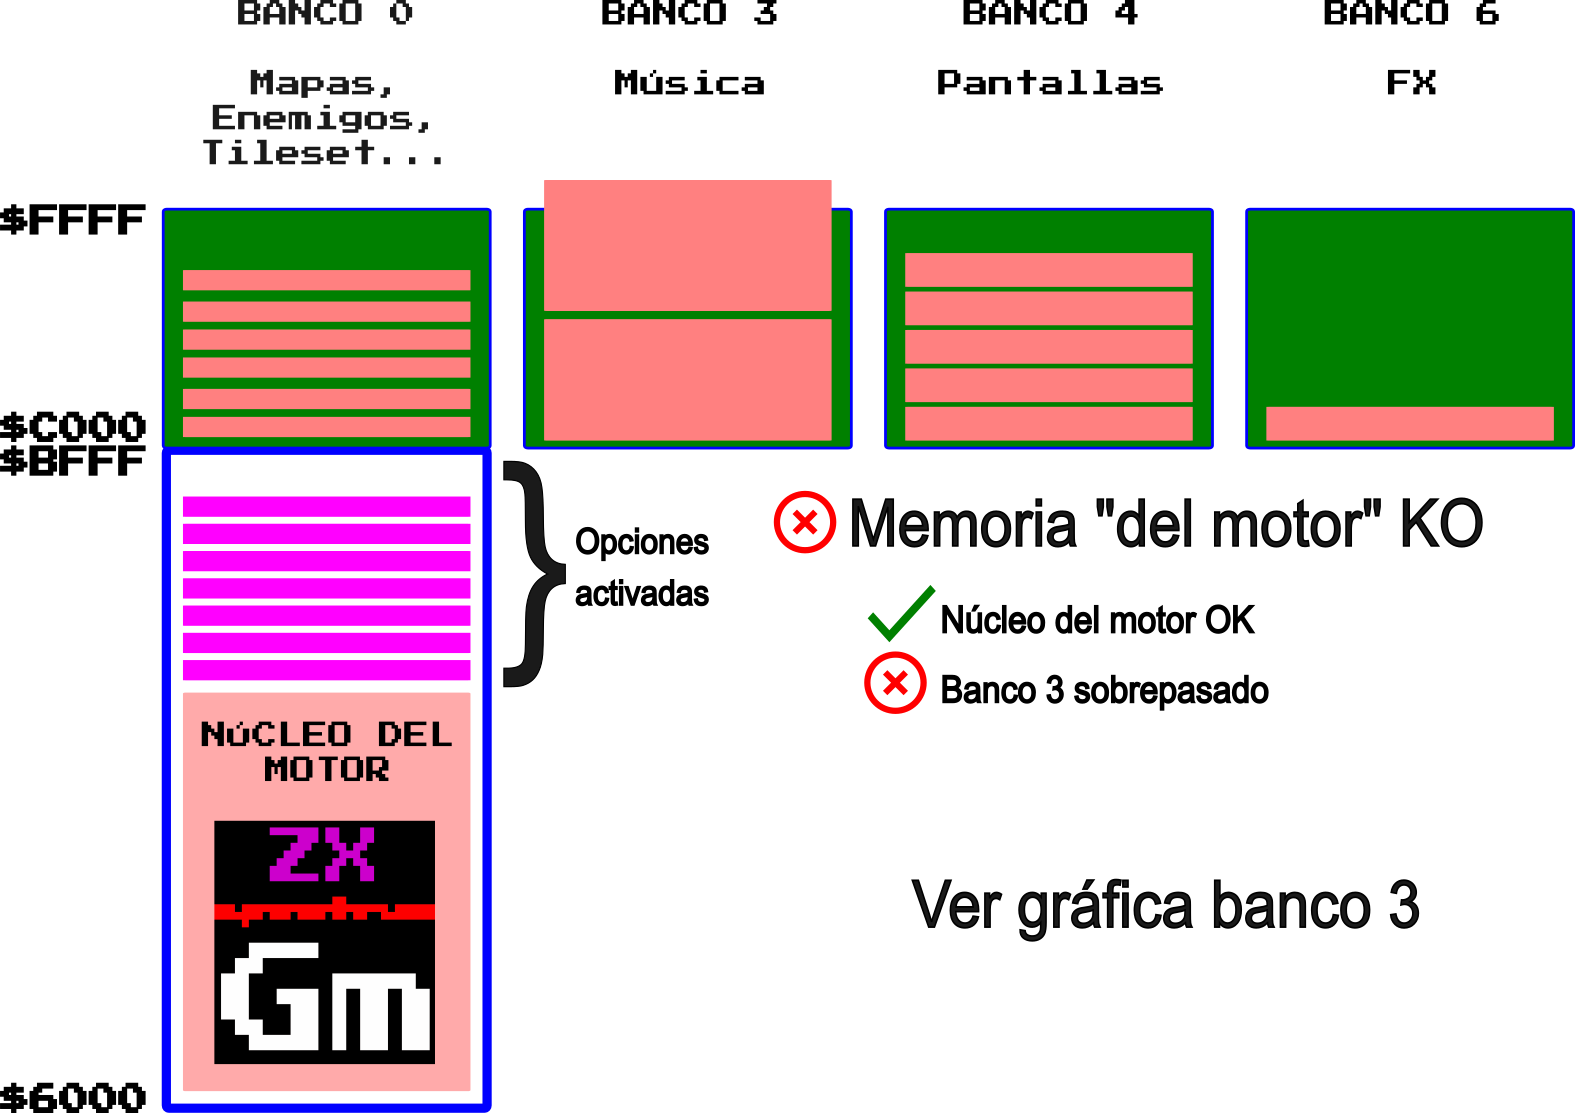 BANCO 0
BANCO 3
BANCO 4
BANCO 6
Mapas,
Enemigos,
Tileset...
Música
Pantallas
FX
$FFFF
$C000
$BFFF
Opciones
activadas
Memoria "del motor" KO
Núcleo del motor OK
Banco 3 sobrepasado
NúCLEO DEL
MOTOR
ZX
Gm
Ver gráfica banco 3
$6000